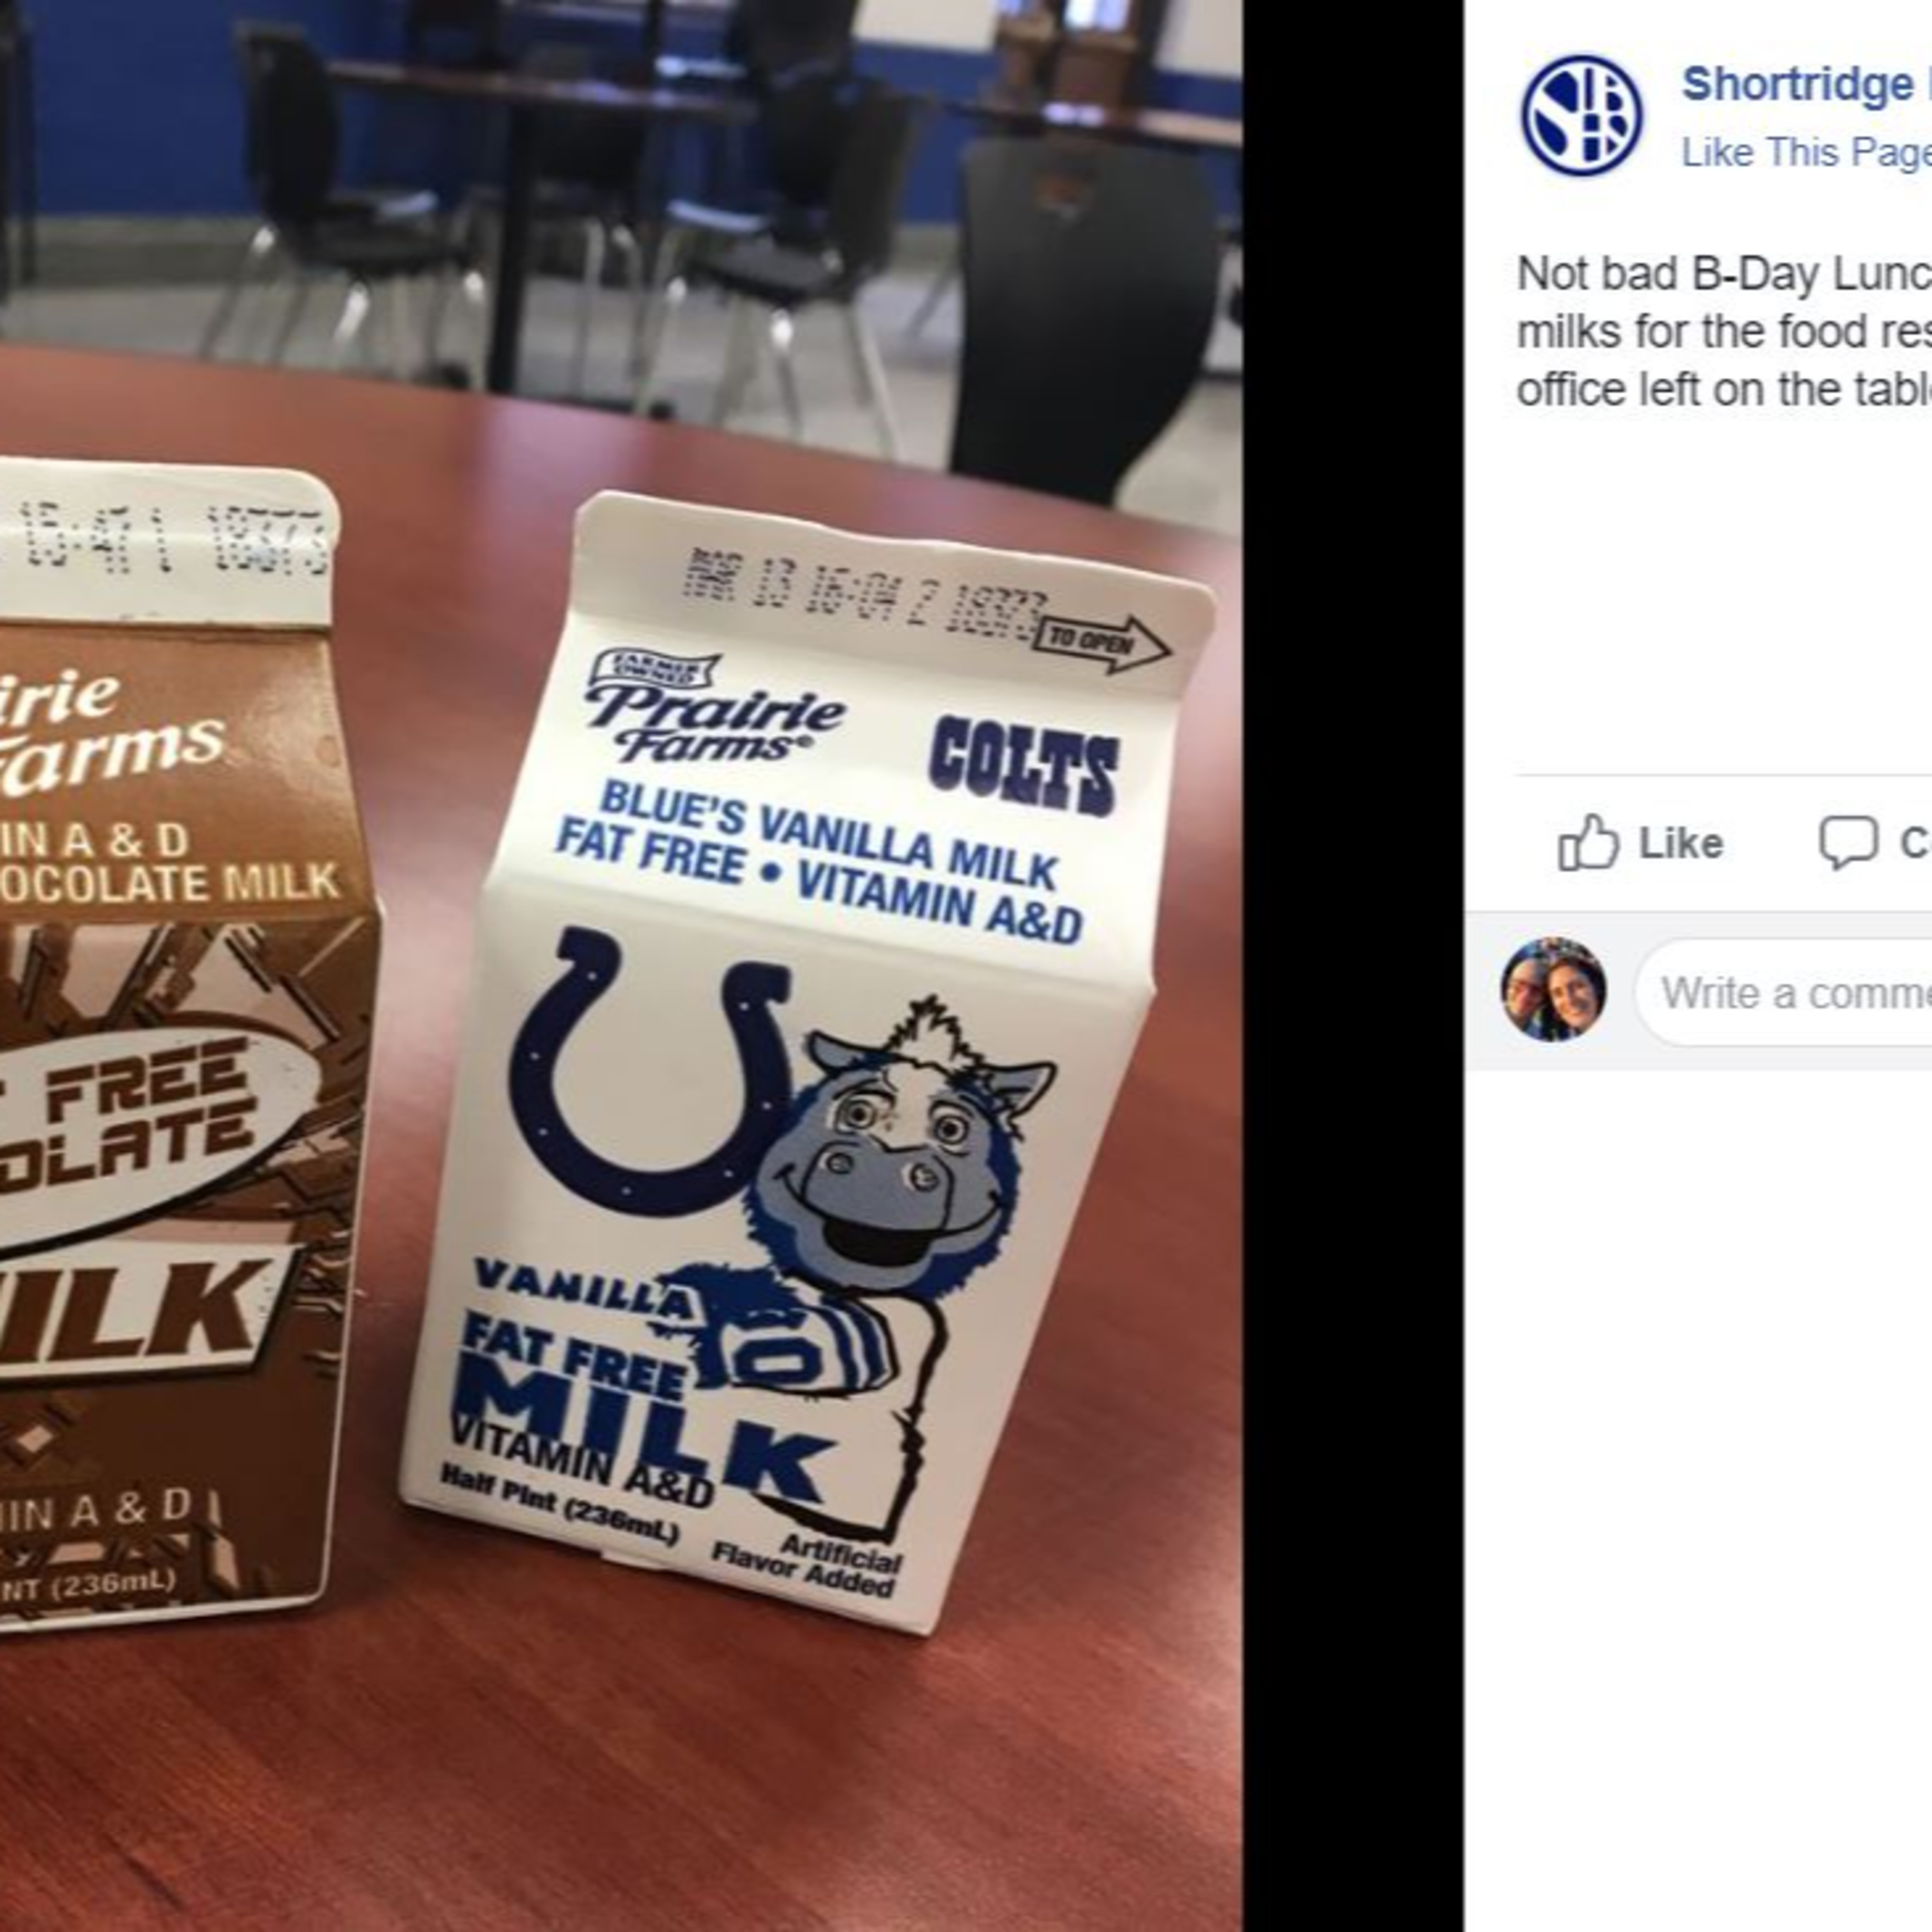 irie
Farms
IN A & D
OCOLATE MILK
FREE
OLATE
ILK
IN A & D
NT (236mL)
TO OPEN
FARMER
OWNED
Prairie
Farms®
COLTS
BLUE'S VANILLA MILK
FAT FREE • VITAMIN A&D
VANILLA
FAT FREE
MILK
VITAMIN A&D
Half Pint (236mL)
Artificial
Flavor Added
Shortridge
Like This Page
Not bad B-Day Lunc
milks for the food res
office left on the tabl
Like
C
Write a comme